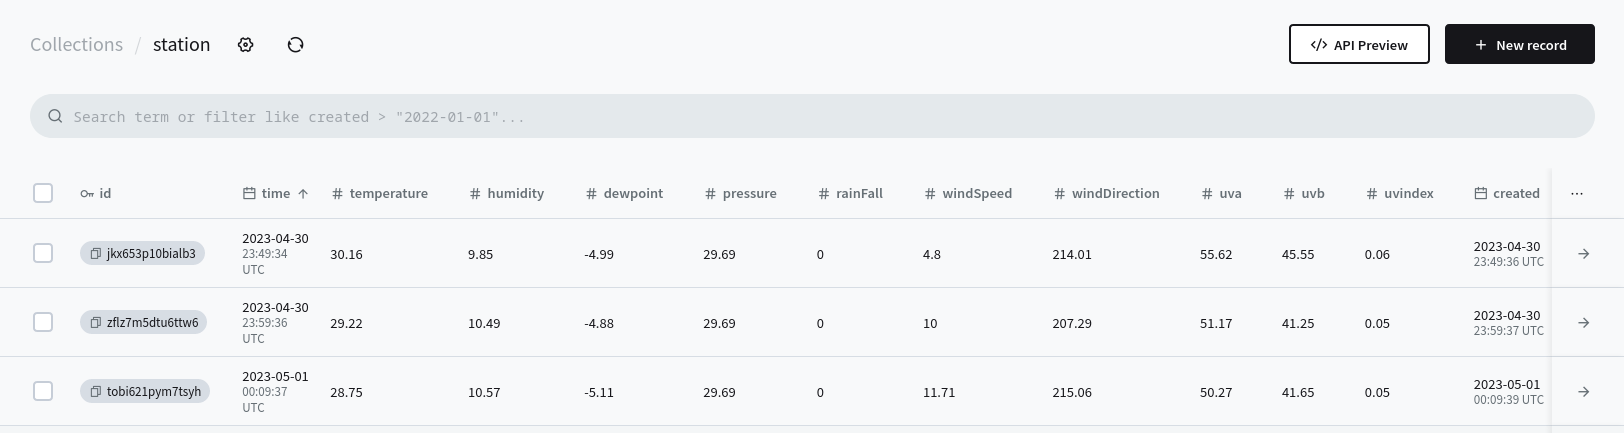 Collections / station
API Preview
New record
Search term or filter like created > "2022-01-01"...
id time # temperature # humidity # dewpoint # pressure # rainFall # windSpeed # windDirection # uva # uvb # uvindex created
jkx653p10bialb3 2023-04-30 23:49:34 UTC 30.16 9.85 -4.99 29.69 0 4.8 214.01 55.62 45.55 0.06 2023-04-30 23:49:36 UTC
zflz7m5dtu6ttw6 2023-04-30 23:59:36 UTC 29.22 10.49 -4.88 29.69 0 10 207.29 51.17 41.25 0.05 2023-04-30 23:59:37 UTC
tobi621pym7tsyh 2023-05-01 00:09:37 UTC 28.75 10.57 -5.11 29.69 0 11.71 215.06 50.27 41.65 0.05 2023-05-01 00:09:39 UTC